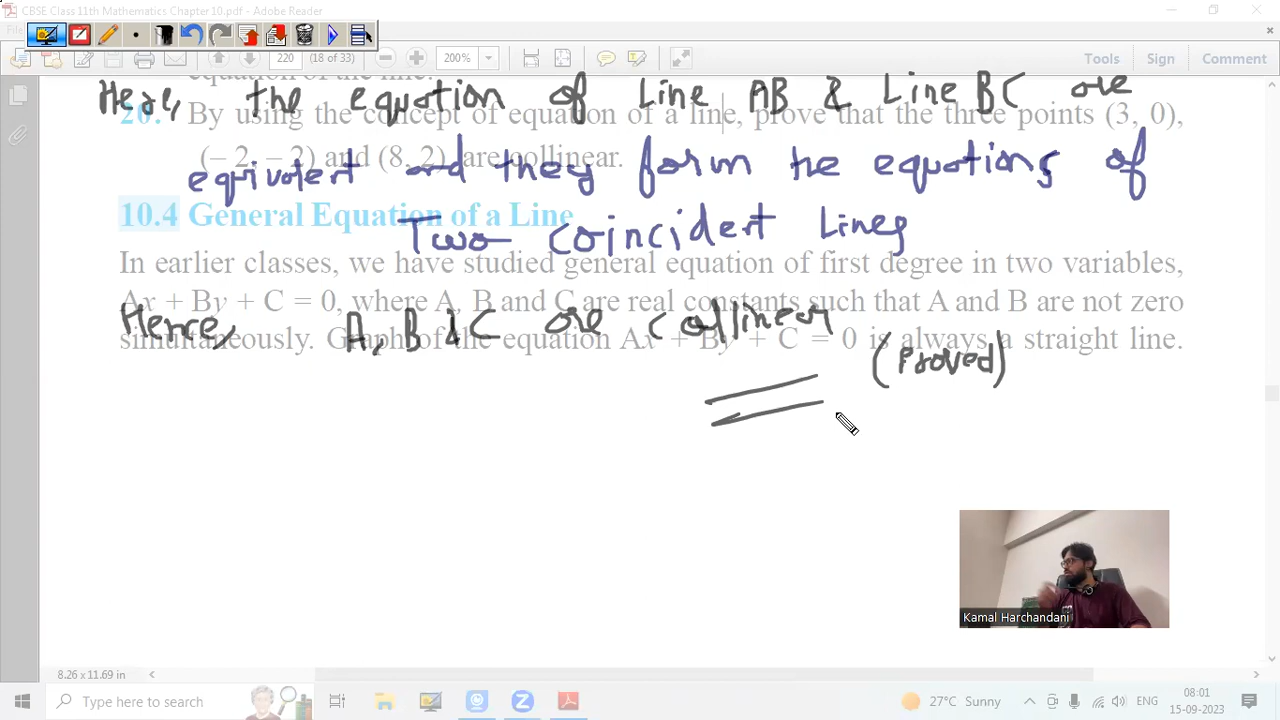 CBSE Class 11th Mathematics Chapter 10.pdf - Adobe Reader
220 (18 of 33) 200% Tools Sign Comment
equation of the line.
Here, the equation of Line AB & Line BC are
20. By using the concept of equation of a line, prove that the three points (3, 0),
(– 2, – 2) and (8, 2) are collinear.
equivalent and they form the equations of
10.4 General Equation of a Line
Two coincident Lines
In earlier classes, we have studied general equation of first degree in two variables,
Ax + By + C = 0, where A, B and C are real constants such that A and B are not zero
Hence, A, B & C are collinear
simultaneously. Graph of the equation Ax + By + C = 0 is always a straight line.
(Proved)
Kamal Harchandani
8.26 x 11.69 in
Type here to search
27°C Sunny
ENG
08:01
15-09-2023